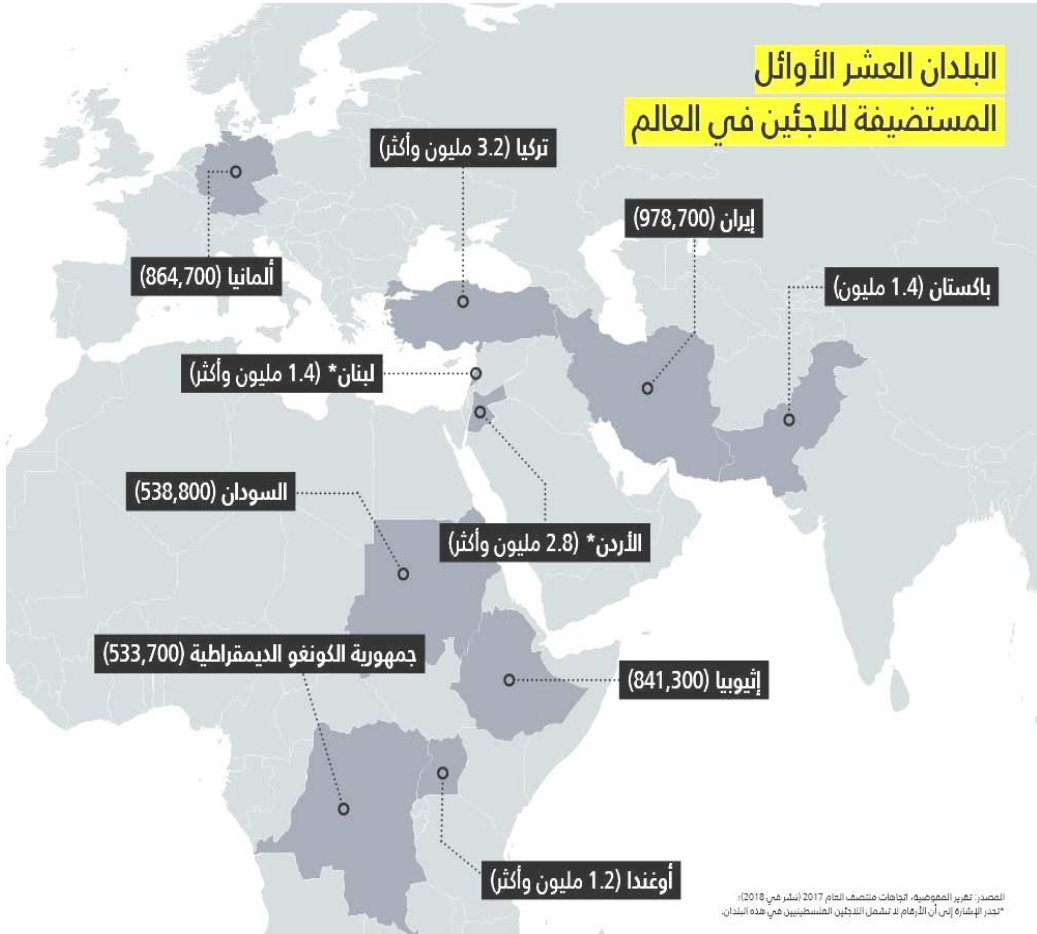 البلدان العشر الأوائل
المستضيفة للاجئين في العالم
تركيا (3.2 مليون وأكثر)
إيران (978,700)
ألمانيا (864,700)
باكستان (1.4 مليون)
لبنان* (1.4 مليون وأكثر)
السودان (538,800)
الأردن* (2.8 مليون وأكثر)
جمهورية الكونغو الديمقراطية (533,700)
إثيوبيا (841,300)
أوغندا (1.2 مليون وأكثر)
المصدر: تقرير المفوضية، اتجاهات منتصف العام 2017 (نشر في 2018)؛
*تجدر الإشارة إلى أن الأرقام لا تشمل اللاجئين الفلسطينيين في هذه البلدان.